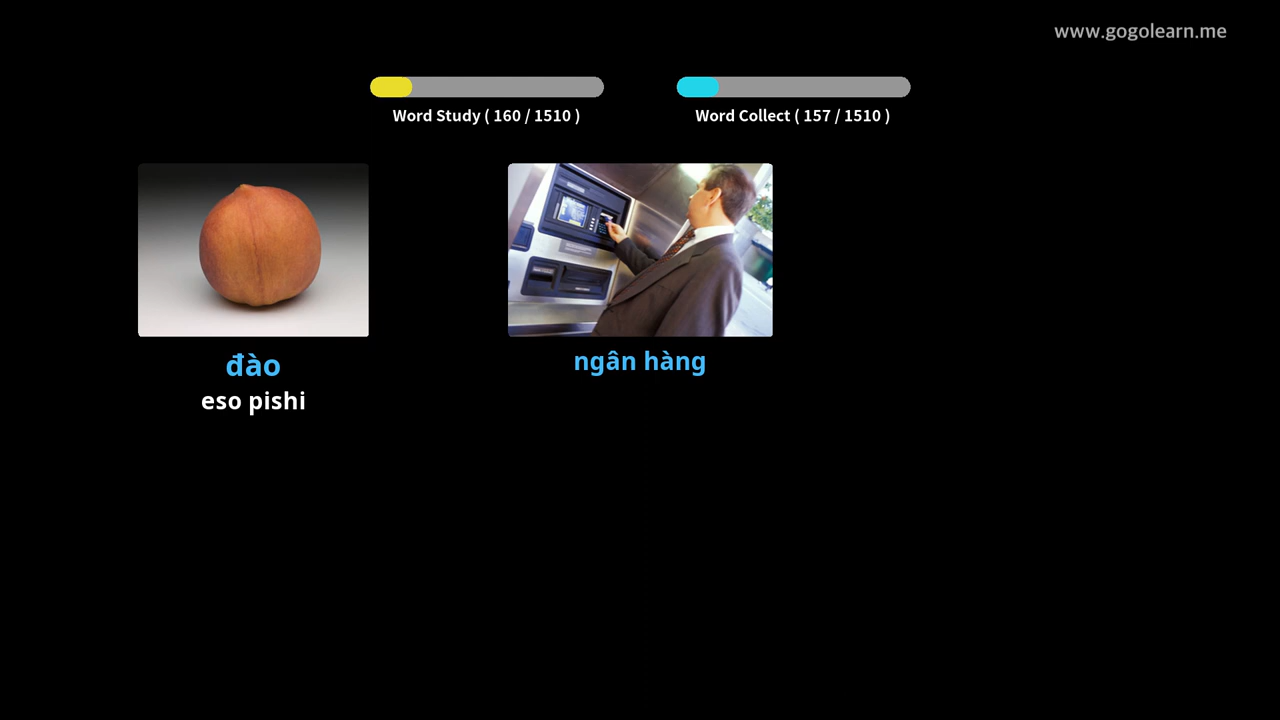 www.gogolearn.me
Word Study ( 160 / 1510 )
Word Collect ( 157 / 1510 )
đào
eso pishi
ngân hàng